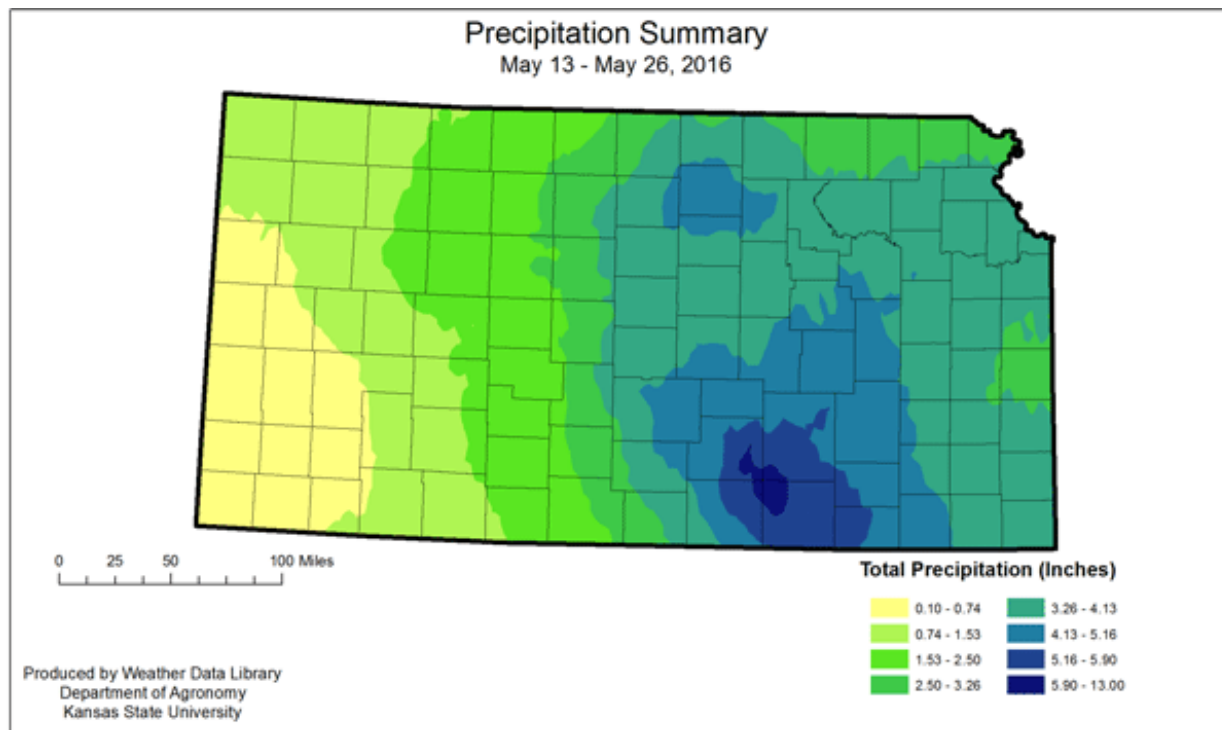 Precipitation Summary
May 13 - May 26, 2016
0 25 50 100 Miles
Total Precipitation (Inches)
0.10 - 0.74
0.74 - 1.53
1.53 - 2.50
2.50 - 3.26
3.26 - 4.13
4.13 - 5.16
5.16 - 5.90
5.90 - 13.00
Produced by Weather Data Library
Department of Agronomy
Kansas State University